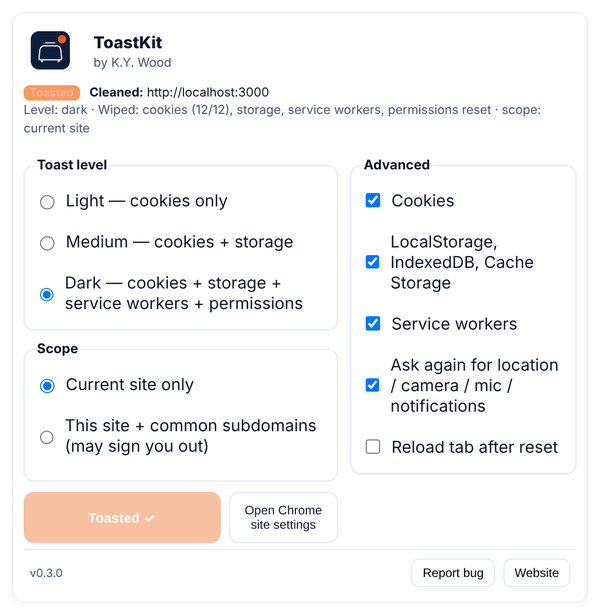 ToastKit
by K.Y. Wood
Toasted Cleaned: http://localhost:3000
Level: dark · Wiped: cookies (12/12), storage, service workers, permissions reset · scope:
current site
Toast level
Light — cookies only
Medium — cookies + storage
Dark — cookies + storage +
service workers + permissions
Scope
Current site only
This site + common subdomains
(may sign you out)
Advanced
Cookies
LocalStorage,
IndexedDB, Cache
Storage
Service workers
Ask again for location
/ camera / mic /
notifications
Reload tab after reset
Toasted ✓
Open Chrome
site settings
v0.3.0
Report bug
Website